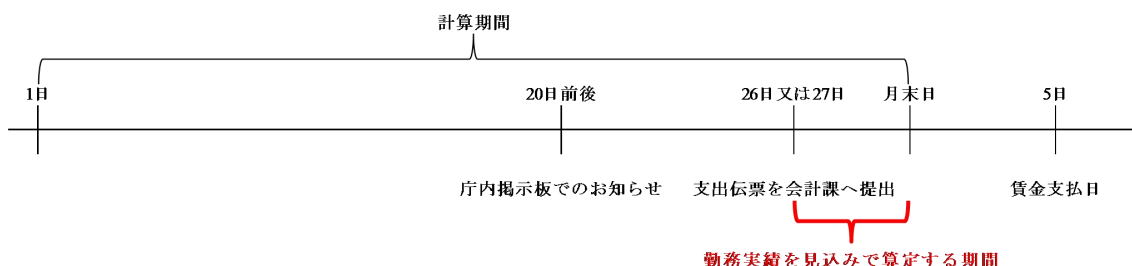 計算期間
1日
20日前後
26日又は27日
月末日
5日
庁内掲示板でのお知らせ
支出伝票を会計課へ提出
賃金支払日
勤務実績を見込みで算定する期間